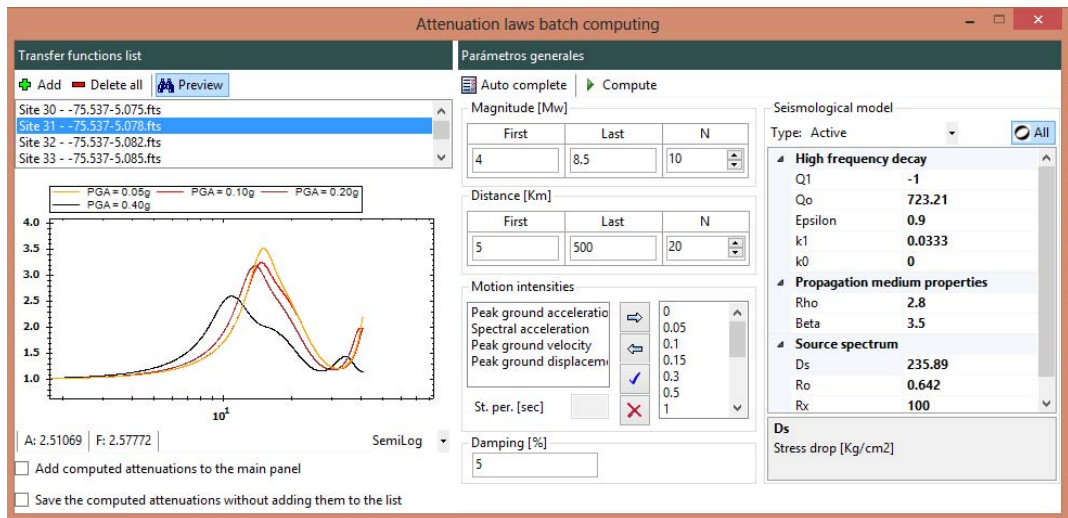 Attenuation laws batch computing
Transfer functions list
Add Delete all Preview
Site 30 - -75.537-5.075.fts
Site 31 - -75.537-5.078.fts
Site 32 - -75.537-5.082.fts
Site 33 - -75.537-5.085.fts
PGA = 0.05g PGA = 0.10g PGA = 0.20g
PGA = 0.40g
4.0
3.5
3.0
2.5
2.0
1.5
1.0
10¹
A: 2.51069 F: 2.57772 SemiLog
Add computed attenuations to the main panel
Save the computed attenuations without adding them to the list
Parámetros generales
Auto complete Compute
Magnitude [Mw]
First Last N
4 8.5 10
Distance [Km]
First Last N
5 500 20
Motion intensities
Peak ground acceleratio
Spectral acceleration
Peak ground velocity
Peak ground displacem
St. per. [sec]
0
0.05
0.1
0.15
0.3
0.5
1
Damping [%]
5
Seismological model
Type: Active All
High frequency decay
Q1 -1
Qo 723.21
Epsilon 0.9
k1 0.0333
k0 0
Propagation medium properties
Rho 2.8
Beta 3.5
Source spectrum
Ds 235.89
Ro 0.642
Rx 100
Ds
Stress drop [Kg/cm2]